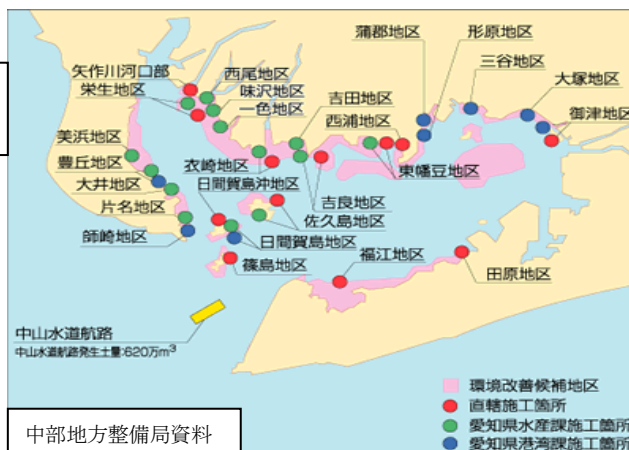 蒲郡地区
形原地区
三谷地区
大塚地区
御津地区
矢作川河口部
西尾地区
栄生地区
味沢地区
一色地区
吉田地区
西浦地区
美浜地区
豊丘地区
大井地区
片名地区
師崎地区
衣崎地区
東幡豆地区
日間賀島沖地区
吉良地区
佐久島地区
日間賀島地区
篠島地区
福江地区
田原地区
中山水道航路
中山水道航路発生土量:620万m³
環境改善候補地区
直轄施工箇所
愛知県水産課施工箇所
愛知県港湾課施工箇所
中部地方整備局資料